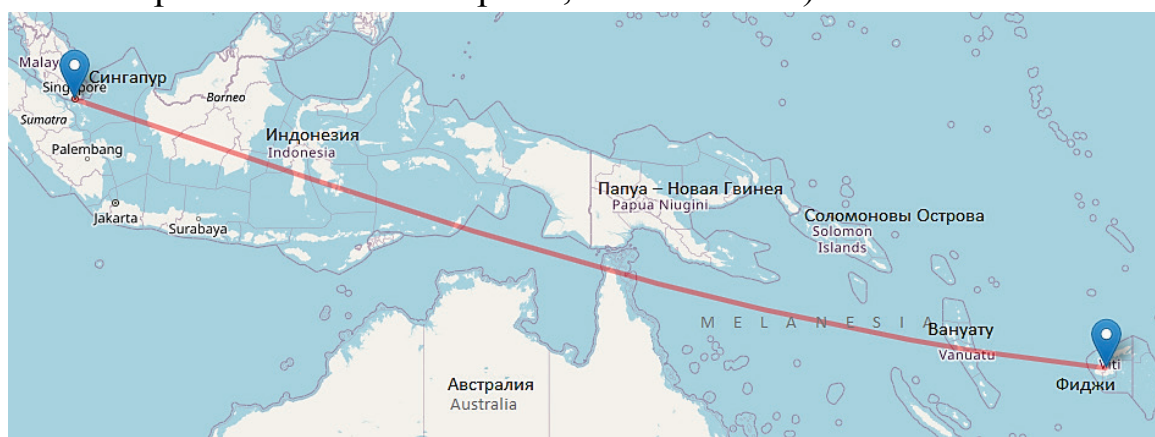 Malay
Сингапур
Singapore
Borneo
Sumatra
Индонезия
Indonesia
Palembang
Jakarta
Surabaya
Папуа – Новая Гвинея
Papua Niugini
Соломоновы Острова
Solomon
Islands
MELANESIA
Вануату
Vanuatu
Viti
Фиджи
Австралия
Australia